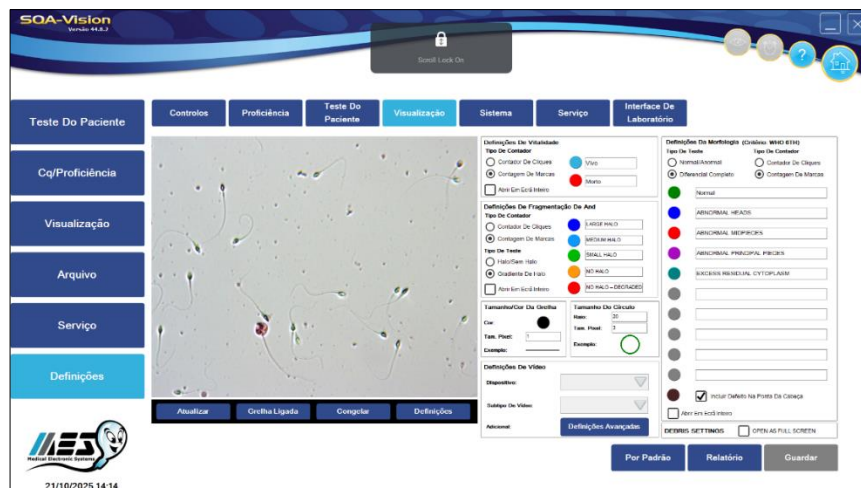 SQA-Vision
Versão 44.8.3
Scroll Lock On
?
Teste Do Paciente
Cq/Proficiência
Visualização
Arquivo
Serviço
Definições
MES
Medical Electronic Systems
21/10/2025 14:14
Controlos
Proficiência
Teste Do
Paciente
Visualização
Sistema
Serviço
Interface De
Laboratório
Atualizar
Grelha Ligada
Congelar
Definições
Definições De Vitalidade
Tipo De Contador
Contador De Cliques
Contagem De Marcas
Abrir Em Ecrã Inteiro
Vivo
Morto
Definições De Fragmentação De And
Tipo De Contador
Contador De Cliques
Contagem De Marcas
Tipo De Teste
Halo/Sem Halo
Gradiente De Halo
Abrir Em Ecrã Inteiro
LARGE HALO
MEDIUM HALO
SMALL HALO
NO HALO
NO HALO – DEGRADED
Tamanho/Cor Da Grelha
Cor:
Tam. Pixel: 1
Exemplo:
Tamanho Do Círculo
Raio: 20
Tam. Pixel: 3
Exemplo:
Definições De Vídeo
Dispositivo:
Subtipo De Vídeo:
Adicional:
Definições Avançadas
Definições Da Morfologia (Critério: WHO 6TH)
Tipo De Teste
Normal/Anormal
Diferencial Completo
Tipo De Contador
Contador De Cliques
Contagem De Marcas
Normal
ABNORMAL HEADS
ABNORMAL MIDPIECES
ABNORMAL PRINCIPAL PIECES
EXCESS RESIDUAL CYTOPLASM
Incluir Defeito Na Ponta Da Cabeça
Abrir Em Ecrã Inteiro
DEBRIS SETTINGS
OPEN AS FULL SCREEN
Por Padrão
Relatório
Guardar